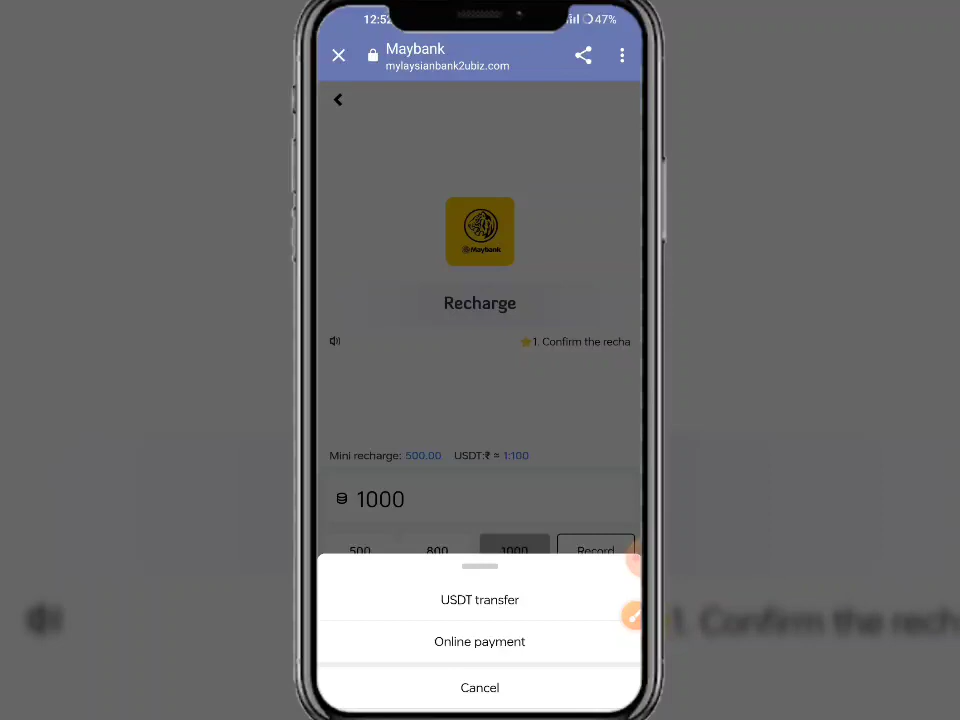 12:52
47%
Maybank
mylaysianbank2ubiz.com
Maybank
Recharge
⭐1. Confirm the recha
Mini recharge: 500.00 USDT:₹ ≈ 1:100
1000
500 800 1000 Record
USDT transfer
Online payment
Cancel
1. Confirm the rech